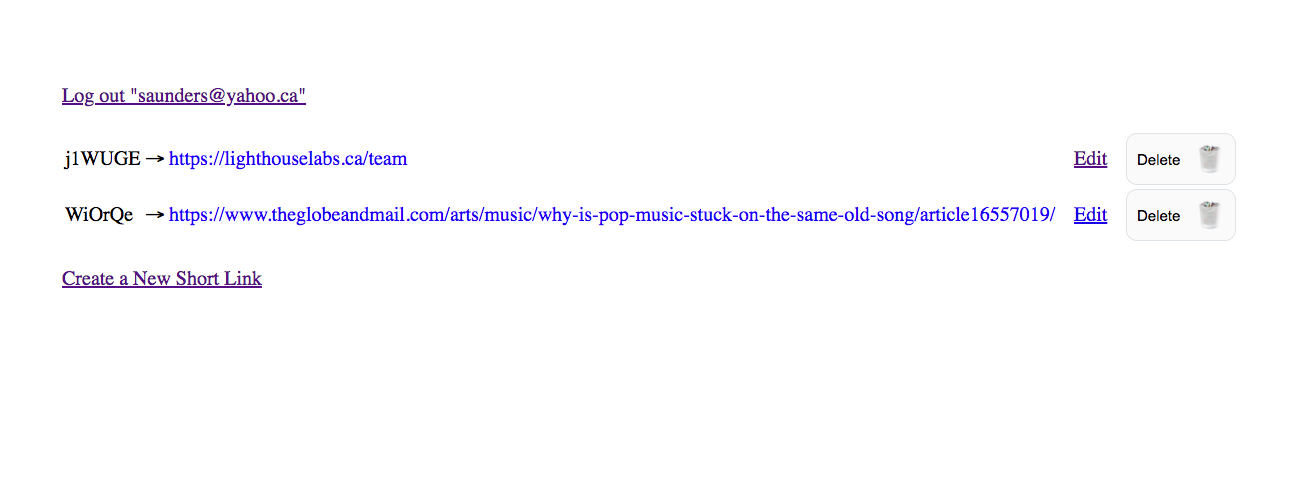 Log out "saunders@yahoo.ca"
j1WUGE → https://lighthouselabs.ca/team Edit Delete
WiOrQe → https://www.theglobeandmail.com/arts/music/why-is-pop-music-stuck-on-the-same-old-song/article16557019/ Edit Delete
Create a New Short Link